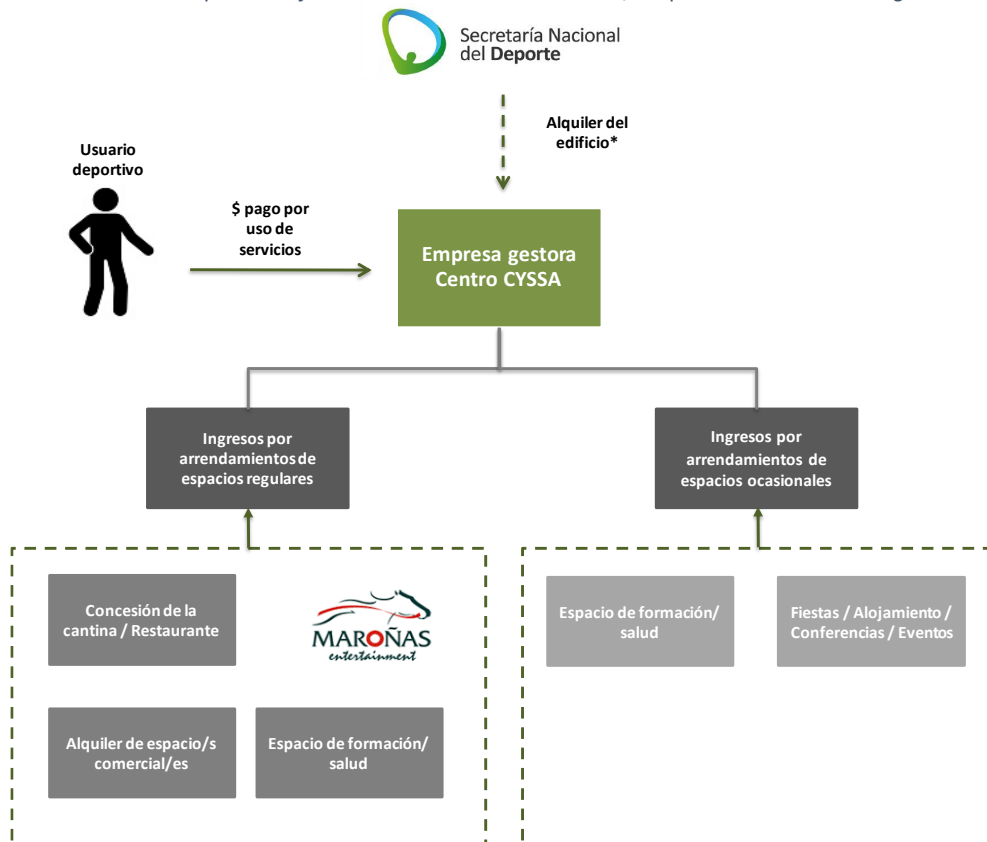 Secretaría Nacional
del Deporte
Alquiler del
edificio*
Usuario
deportivo
$ pago por
uso de
servicios
Empresa gestora
Centro CYSSA
Ingresos por
arrendamientos de
espacios regulares
Ingresos por
arrendamientos de
espacios ocasionales
Concesión de la
cantina / Restaurante
MAROÑAS
entertainment
Espacio de formación/
salud
Fiestas / Alojamiento /
Conferencias / Eventos
Alquiler de espacio/s
comercial/es
Espacio de formación/
salud